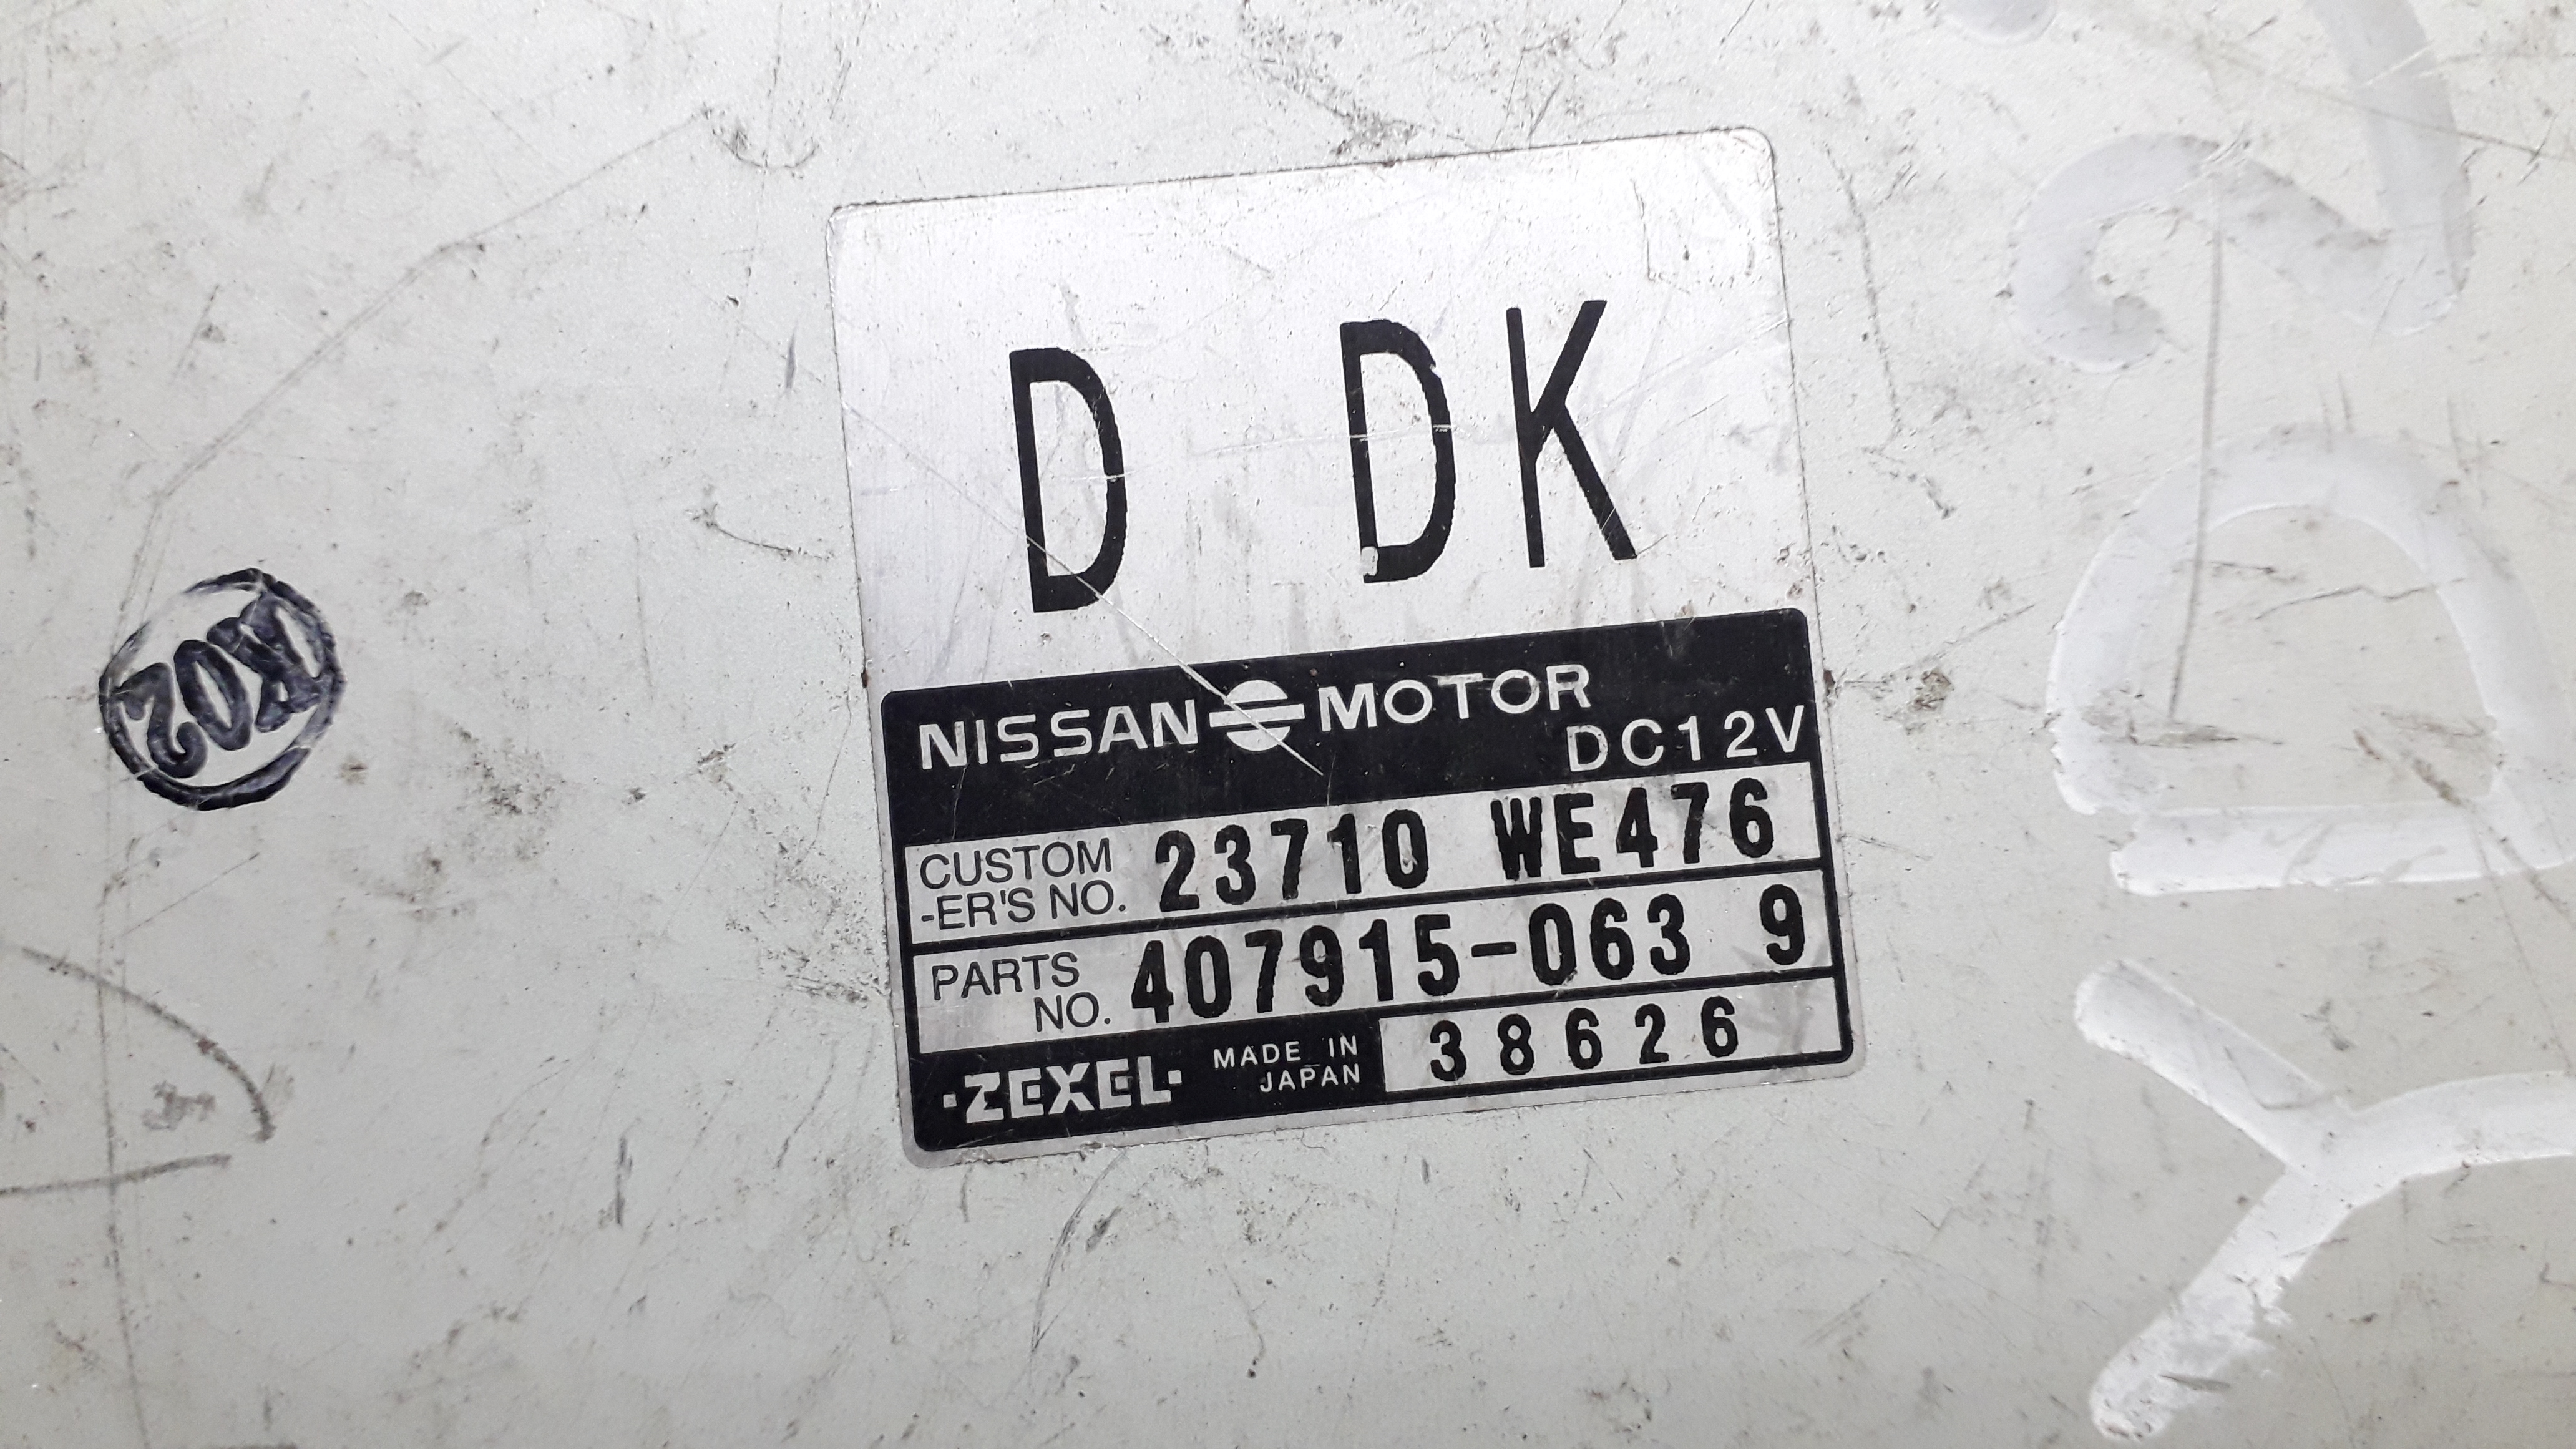 D DK
NISSAN MOTOR
DC12V
CUSTOM
-ER'S NO. 23710 WE476
PARTS
NO. 407915-063 9
ZEXEL
MADE IN
JAPAN
38626
K02